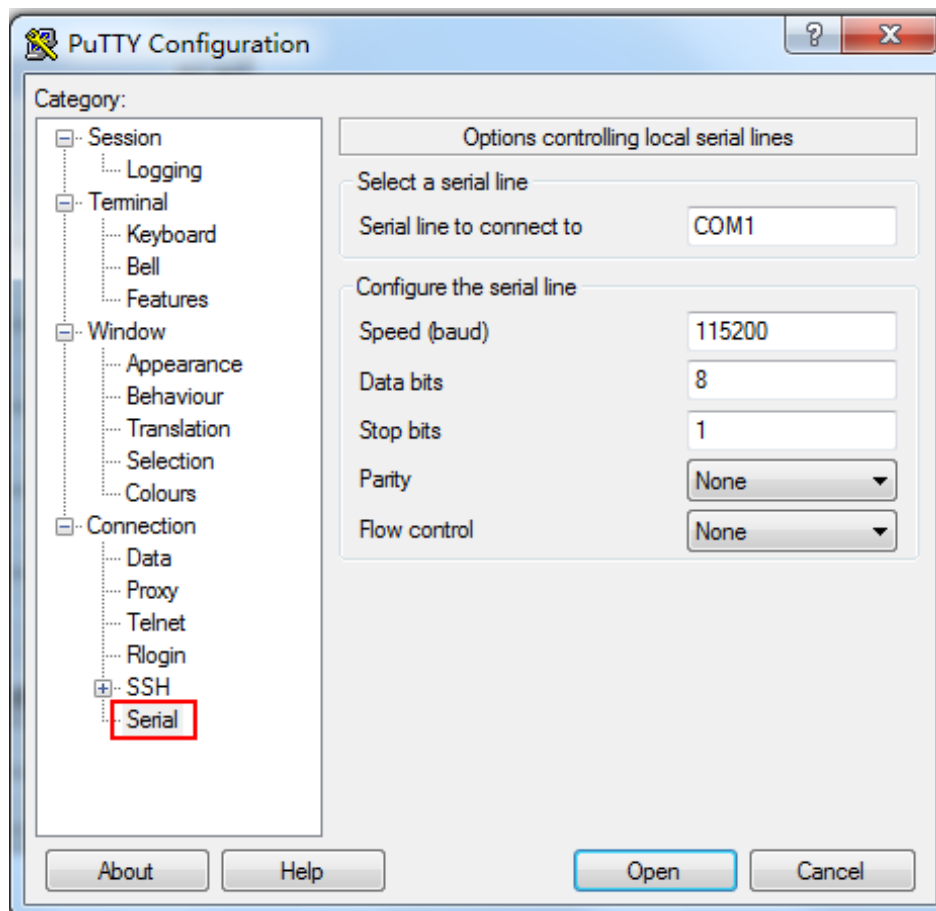 PuTTY Configuration
Category:
Session
Logging
Terminal
Keyboard
Bell
Features
Window
Appearance
Behaviour
Translation
Selection
Colours
Connection
Data
Proxy
Telnet
Rlogin
SSH
Serial
Options controlling local serial lines
Select a serial line
Serial line to connect to COM1
Configure the serial line
Speed (baud) 115200
Data bits 8
Stop bits 1
Parity None
Flow control None
About Help Open Cancel